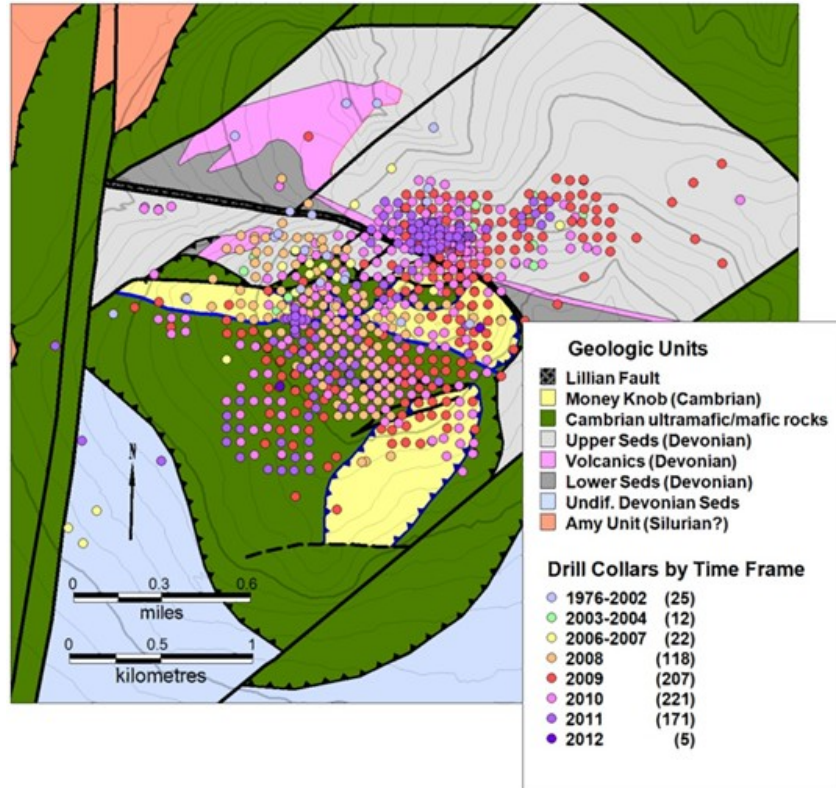 N
0 0.3 0.6
miles
0 0.5 1
kilometres
Geologic Units
Lillian Fault
Money Knob (Cambrian)
Cambrian ultramafic/mafic rocks
Upper Seds (Devonian)
Volcanics (Devonian)
Lower Seds (Devonian)
Undif. Devonian Seds
Amy Unit (Silurian?)
Drill Collars by Time Frame
1976-2002 (25)
2003-2004 (12)
2006-2007 (22)
2008 (118)
2009 (207)
2010 (221)
2011 (171)
2012 (5)